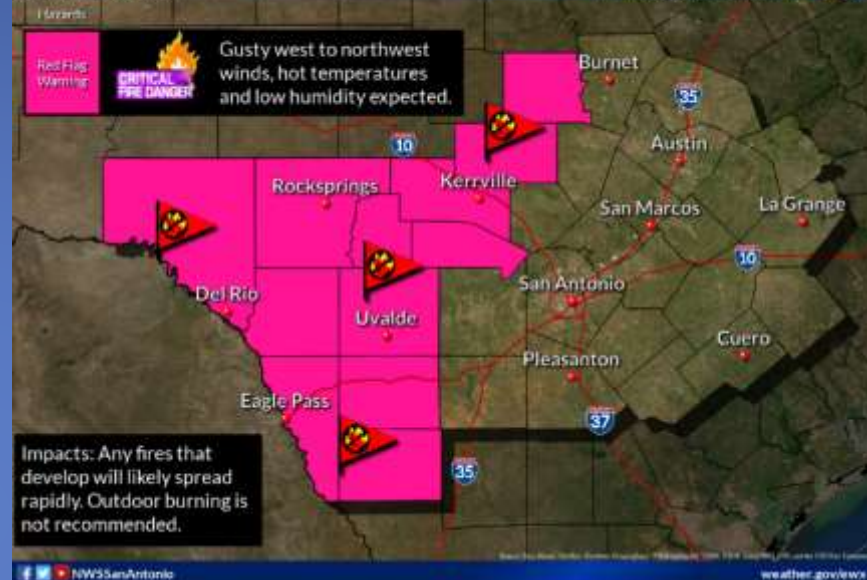 Hazards
Red Flag
Warning
CRITICAL
FIRE DANGER
Gusty west to northwest
winds, hot temperatures
and low humidity expected.
Burnet
35
10
Austin
Rocksprings
Kerrville
San Marcos
La Grange
10
Del Rio
San Antonio
Uvalde
Cuero
Pleasanton
Eagle Pass
37
35
Impacts: Any fires that
develop will likely spread
rapidly. Outdoor burning is
not recommended.
NWSSanAntonio
weather.gov/ewx